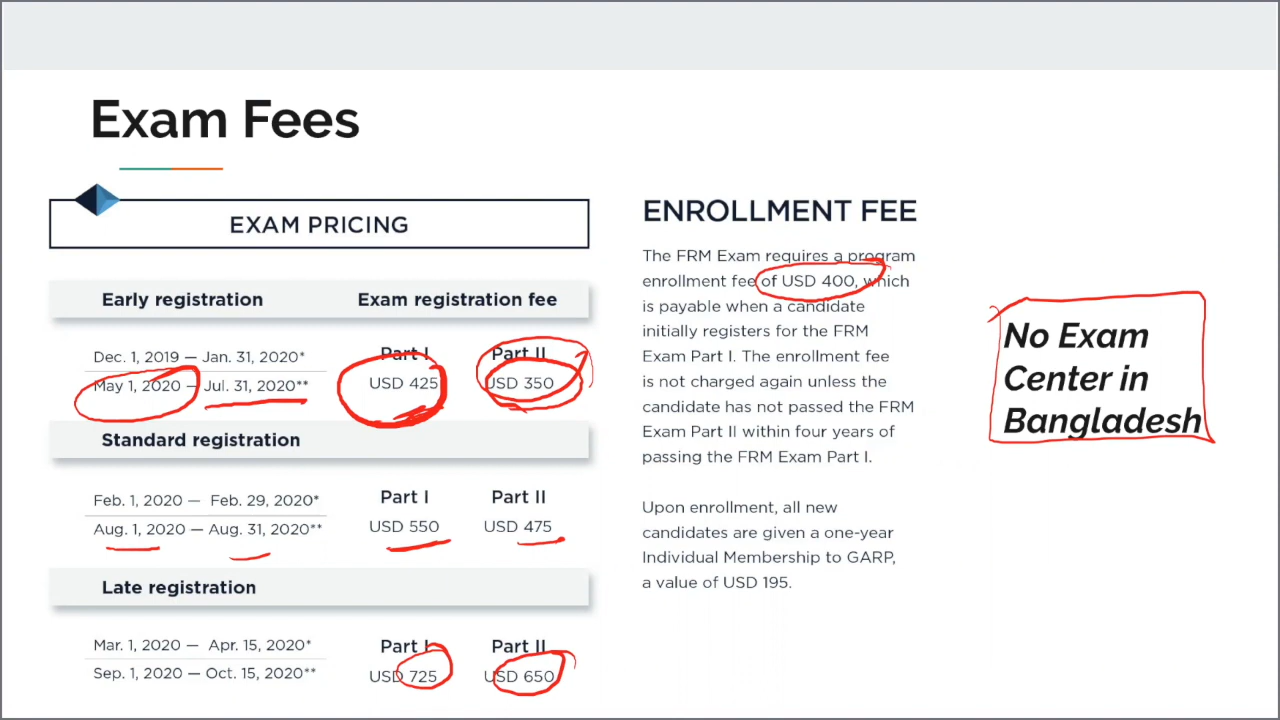 Exam Fees
EXAM PRICING
Early registration Exam registration fee
Dec. 1, 2019 — Jan. 31, 2020* Part I Part II
May 1, 2020 — Jul. 31, 2020** USD 425 USD 350
Standard registration
Feb. 1, 2020 — Feb. 29, 2020* Part I Part II
Aug. 1, 2020 — Aug. 31, 2020** USD 550 USD 475
Late registration
Mar. 1, 2020 — Apr. 15, 2020* Part I Part II
Sep. 1, 2020 — Oct. 15, 2020** USD 725 USD 650
ENROLLMENT FEE
The FRM Exam requires a program
enrollment fee of USD 400, which
is payable when a candidate
initially registers for the FRM
Exam Part I. The enrollment fee
is not charged again unless the
candidate has not passed the FRM
Exam Part II within four years of
passing the FRM Exam Part I.
Upon enrollment, all new
candidates are given a one-year
Individual Membership to GARP,
a value of USD 195.
No Exam
Center in
Bangladesh